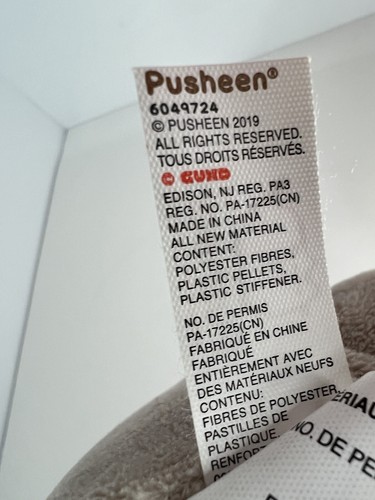 Pusheen®
6049724
© PUSHEEN 2019
ALL RIGHTS RESERVED.
TOUS DROITS RÉSERVÉS.
GUND
EDISON, NJ REG. PA3
REG. NO. PA-17225(CN)
MADE IN CHINA
ALL NEW MATERIAL
CONTENT:
POLYESTER FIBRES,
PLASTIC PELLETS,
PLASTIC STIFFENER.
NO. DE PERMIS
PA-17225(CN)
FABRIQUÉ EN CHINE
FABRIQUÉ
ENTIÈREMENT AVEC
DES MATÉRIAUX NEUFS
CONTENU:
FIBRES DE POLYESTER,
PASTILLES DE
PLASTIQUE.
RENFORT
NO. DE PE